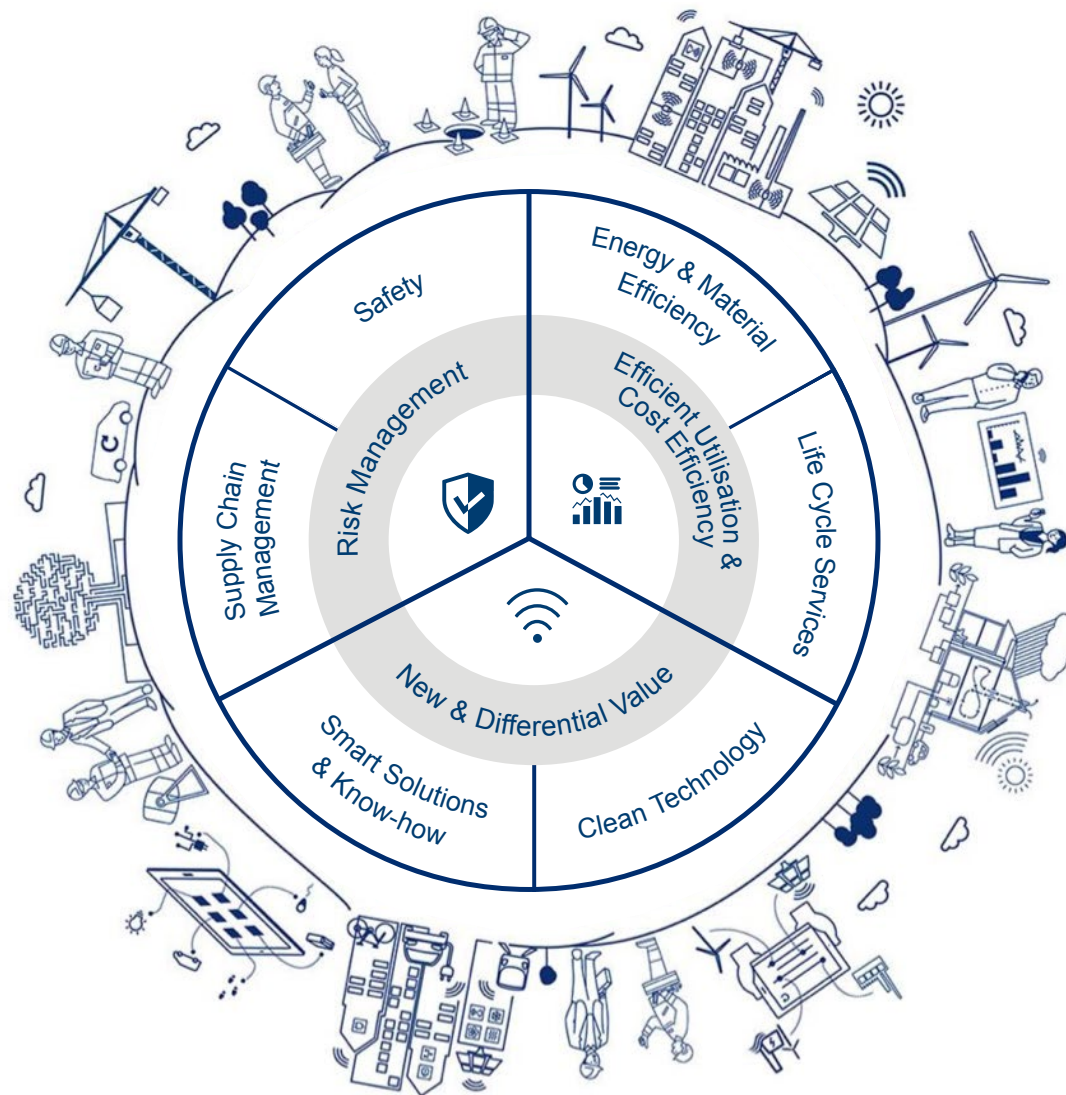 Safety
Energy & Material
Efficiency
Risk Management
Efficient Utilisation &
Cost Efficiency
Supply Chain
Management
Life Cycle Services
New & Differential Value
Smart Solutions
& Know-how
Clean Technology
C